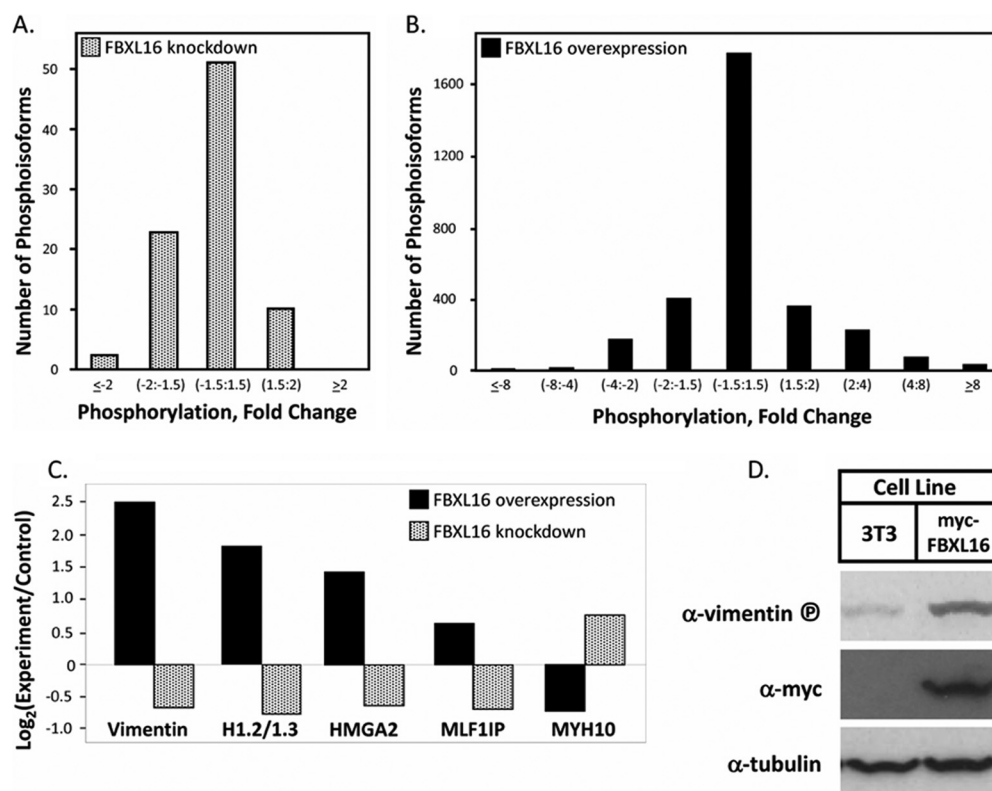 A.
FBXL16 knockdown
Number of Phosphoisoforms
50
40
30
20
10
0
≤-2 (-2:-1.5) (-1.5:1.5) (1.5:2) ≥2
Phosphorylation, Fold Change
B.
FBXL16 overexpression
Number of Phosphoisoforms
1600
1200
800
400
0
≤-8 (-8:-4) (-4:-2) (-2:-1.5) (-1.5:1.5) (1.5:2) (2:4) (4:8) ≥8
Phosphorylation, Fold Change
C.
FBXL16 overexpression
FBXL16 knockdown
Log₂(Experiment/Control)
2.5
2.0
1.5
1.0
0.5
0
-0.5
-1.0
Vimentin H1.2/1.3 HMGA2 MLF1IP MYH10
D.
Cell Line
3T3
myc-
FBXL16
α-vimentin Ⓟ
α-myc
α-tubulin